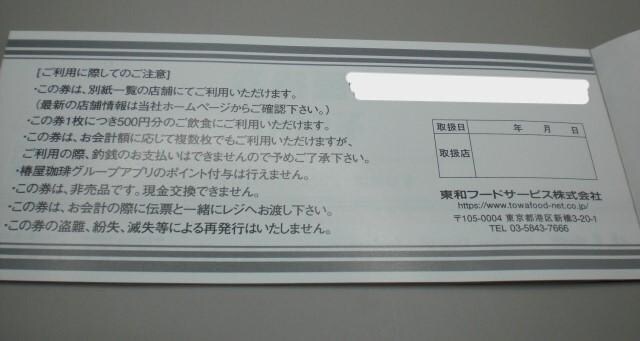 [ご利用に際してのご注意]
・この券は、別紙一覧の店舗にてご利用いただけます。
（最新の店舗情報は当社ホームページからご確認下さい。）
・この券1枚につき500円分のご飲食にご利用いただけます。
・この券は、お会計額に応じて複数枚でもご利用いただけますが、
ご利用の際、釣銭のお支払いはできませんので予めご了承下さい。
・椿屋珈琲グループアプリのポイント付与は行えません。
・この券は、非売品です。現金交換できません。
・この券は、お会計の際に伝票と一緒にレジへお渡し下さい。
・この券の盗難、紛失、滅失等による再発行はいたしません。
取扱日 年 月 日
取扱店
東和フードサービス株式会社
https://www.towafood-net.co.jp/
〒105-0004 東京都港区新橋3-20-1
TEL 03-5843-7666